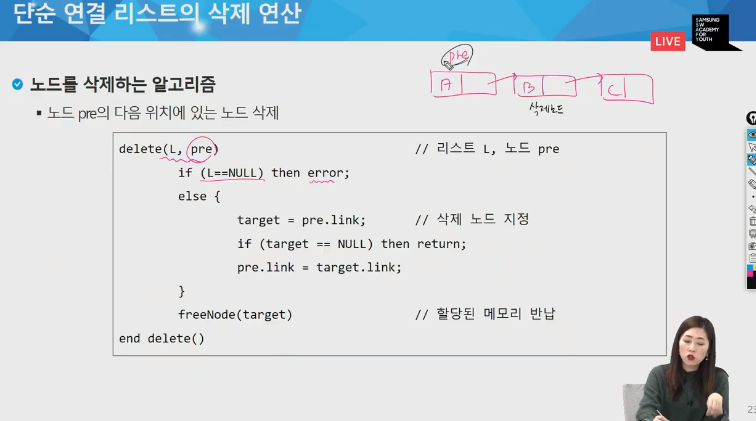 단순 연결 리스트의 삭제 연산
LIVE
SAMSUNG
SW
ACADEMY
FOR
YOUTH
pre
A B C
삭제노드
노드를 삭제하는 알고리즘
▪ 노드 pre의 다음 위치에 있는 노드 삭제
delete(L, pre) // 리스트 L, 노드 pre
if (L==NULL) then error;
else {
target = pre.link; // 삭제 노드 지정
if (target == NULL) then return;
pre.link = target.link;
}
freeNode(target) // 할당된 메모리 반납
end delete()
23